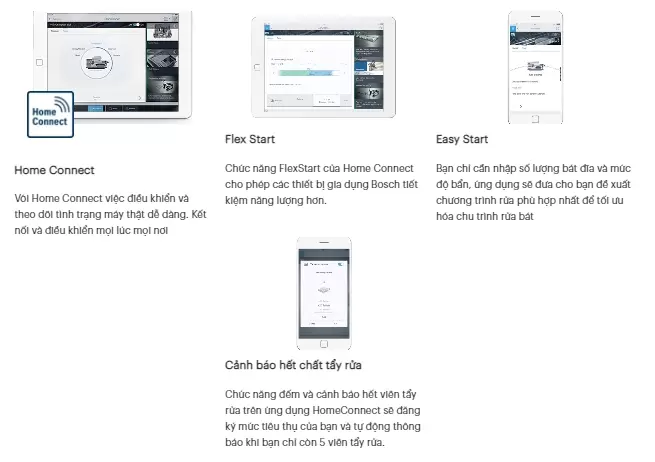 Home
Connect
Home Connect
Với Home Connect việc điều khiển và
theo dõi tình trạng máy thật dễ dàng. Kết
nối và điều khiển mọi lúc mọi nơi
Flex Start
Chức năng FlexStart của Home Connect
cho phép các thiết bị gia dụng Bosch tiết
kiệm năng lượng hơn.
Easy Start
Bạn chỉ cần nhập số lượng bát đĩa và mức
độ bẩn, ứng dụng sẽ đưa cho bạn đề xuất
chương trình rửa phù hợp nhất để tối ưu
hóa chu trình rửa bát
Cảnh báo hết chất tẩy rửa
Chức năng đếm và cảnh báo hết viên tẩy
rửa trên ứng dụng HomeConnect sẽ đăng
ký mức tiêu thụ của bạn và tự động thông
báo khi bạn chỉ còn 5 viên tẩy rửa.